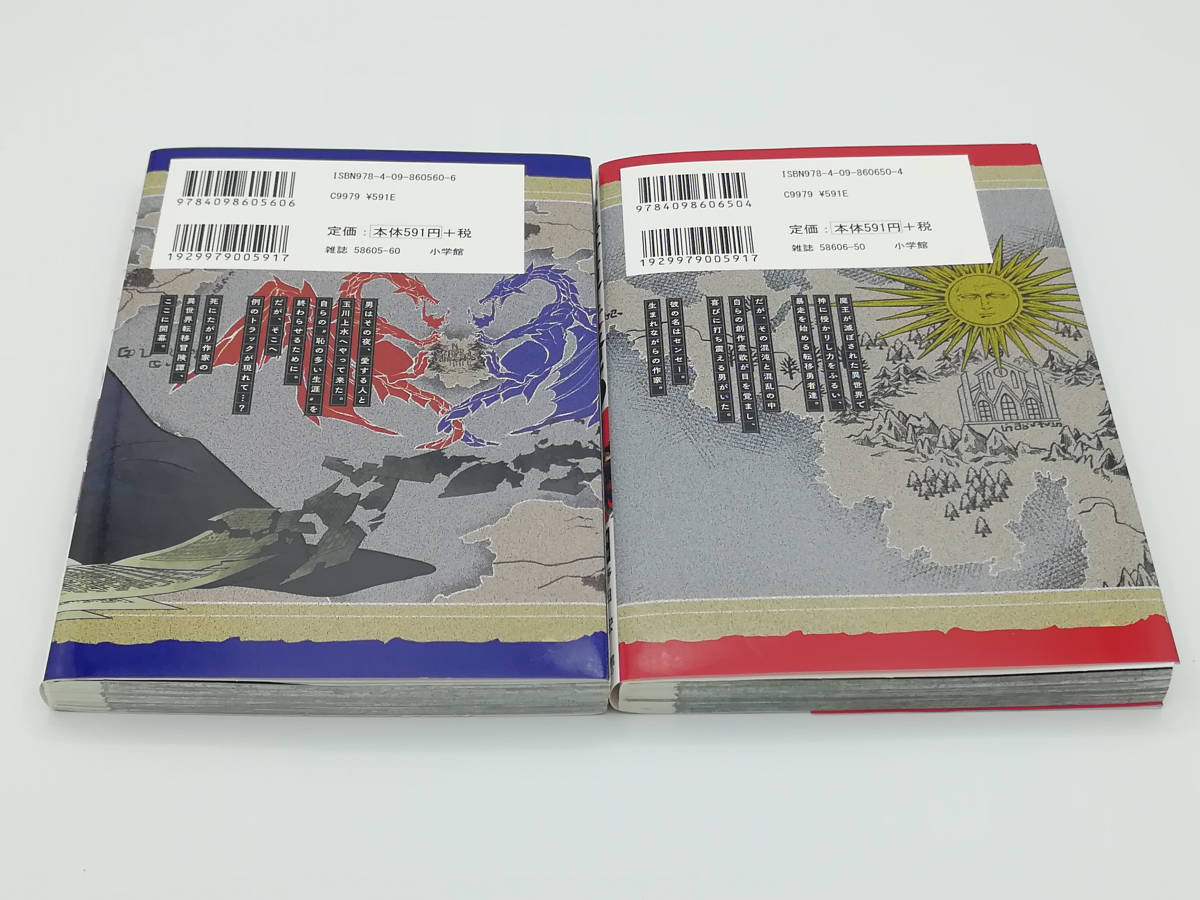 ISBN978-4-09-860560-6
C9979 ¥591E
9784098605606
定価：本体591円＋税
雑誌 58605-60 小学館
1929979005917
男はその夜、愛する人と
玉川上水へやって来た。
自らの〝恥の多い生涯〟を
終わらせるために。
だが、そこへ
例のトラックが現れて…？
死にたがり作家の
異世界転移冒険譚、
ここに開幕。
ISBN978-4-09-860650-4
C9979 ¥591E
9784098606504
定価：本体591円＋税
雑誌 58606-50 小学館
1929979005917
魔王が滅ぼされた異世界で
神に授かりし力をふるい、
暴走を始める転移勇者達。
だが、その混沌と混乱の中
自らの創作意欲が目を覚まし、
喜びに打ち震える男がいた。
彼の名はセンセー。
生まれながらの作家。